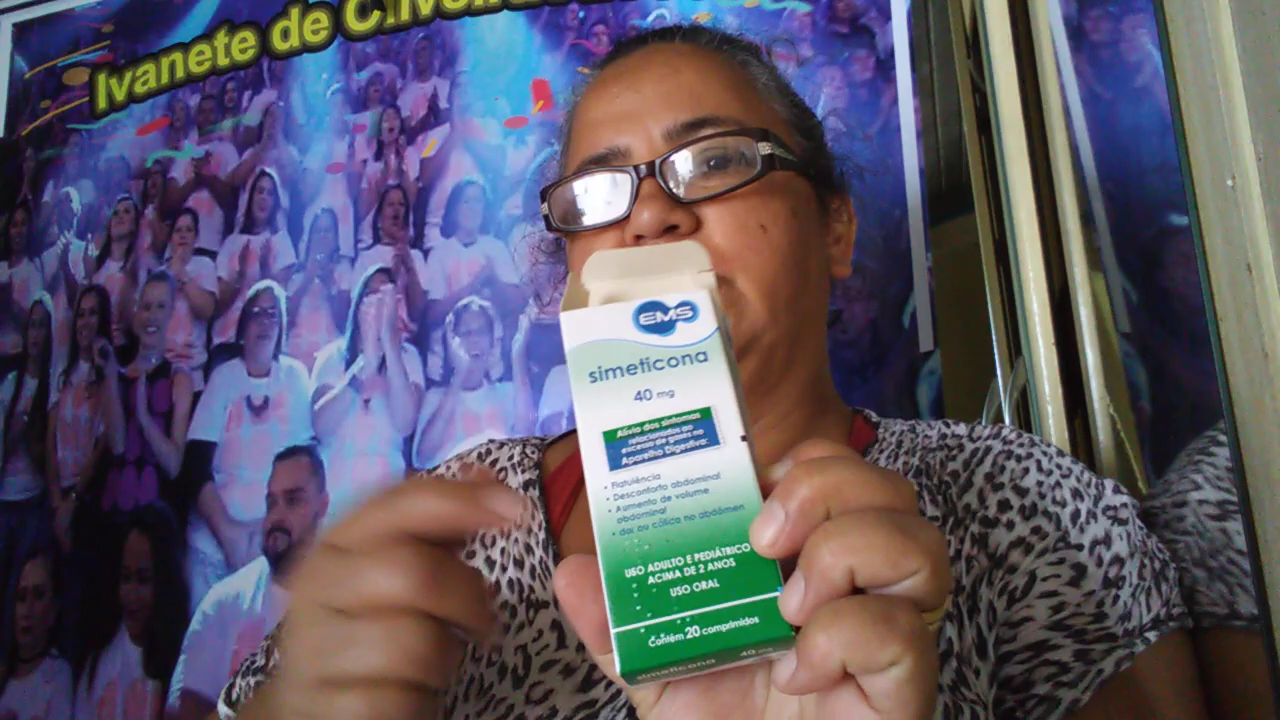 Ivanete de Oliveira
EMS
simeticona
40 mg
Alívio dos sintomas
relacionados ao
excesso de gases no
Aparelho Digestivo:
• Flatulência
• Desconforto abdominal
• Aumento de volume
abdominal
• dor ou cólica no abdômen
USO ADULTO E PEDIÁTRICO
ACIMA DE 2 ANOS
USO ORAL
Contém 20 comprimidos
simeticona 40 mg